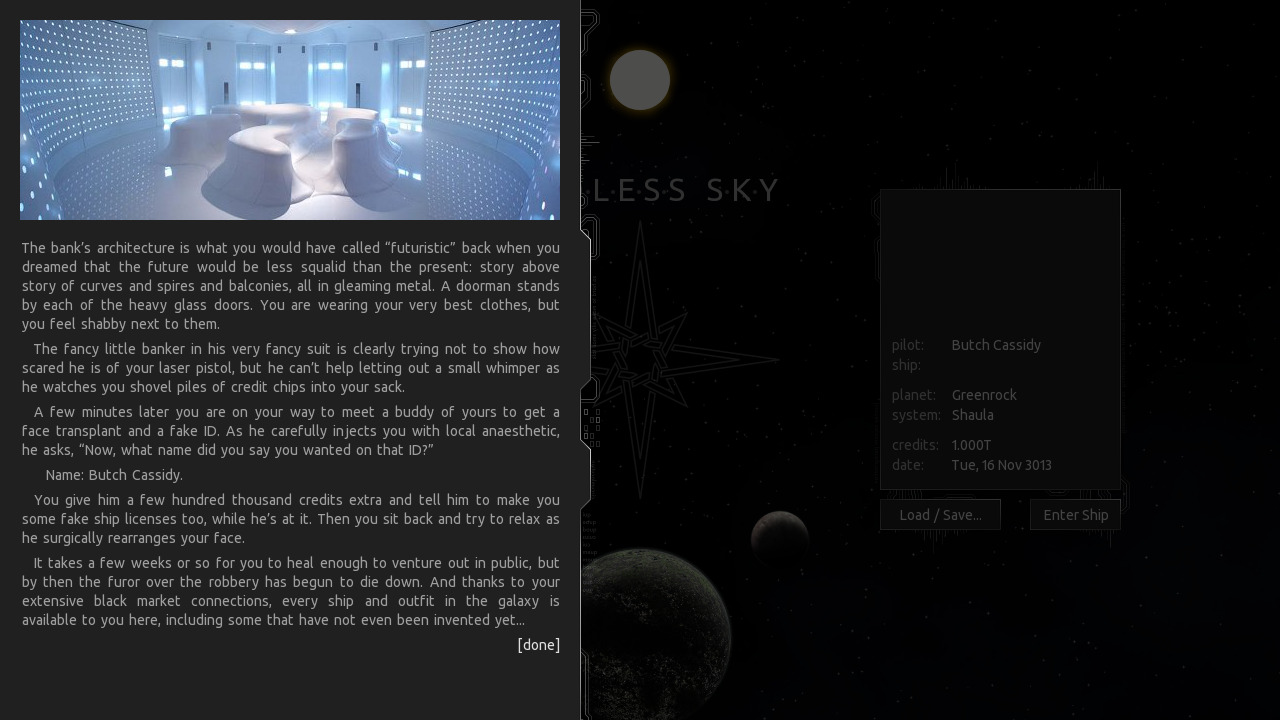 The bank’s architecture is what you would have called “futuristic” back when you
dreamed that the future would be less squalid than the present: story above
story of curves and spires and balconies, all in gleaming metal. A doorman stands
by each of the heavy glass doors. You are wearing your very best clothes, but
you feel shabby next to them.
The fancy little banker in his very fancy suit is clearly trying not to show how
scared he is of your laser pistol, but he can’t help letting out a small whimper as
he watches you shovel piles of credit chips into your sack.
A few minutes later you are on your way to meet a buddy of yours to get a
face transplant and a fake ID. As he carefully injects you with local anaesthetic,
he asks, “Now, what name did you say you wanted on that ID?”
Name: Butch Cassidy.
You give him a few hundred thousand credits extra and tell him to make you
some fake ship licenses too, while he’s at it. Then you sit back and try to relax as
he surgically rearranges your face.
It takes a few weeks or so for you to heal enough to venture out in public, but
by then the furor over the robbery has begun to die down. And thanks to your
extensive black market connections, every ship and outfit in the galaxy is
available to you here, including some that have not even been invented yet...
[done]
LESS SKY
pilot: Butch Cassidy
ship:
planet: Greenrock
system: Shaula
credits: 1.000T
date: Tue, 16 Nov 3013
Load / Save...
Enter Ship